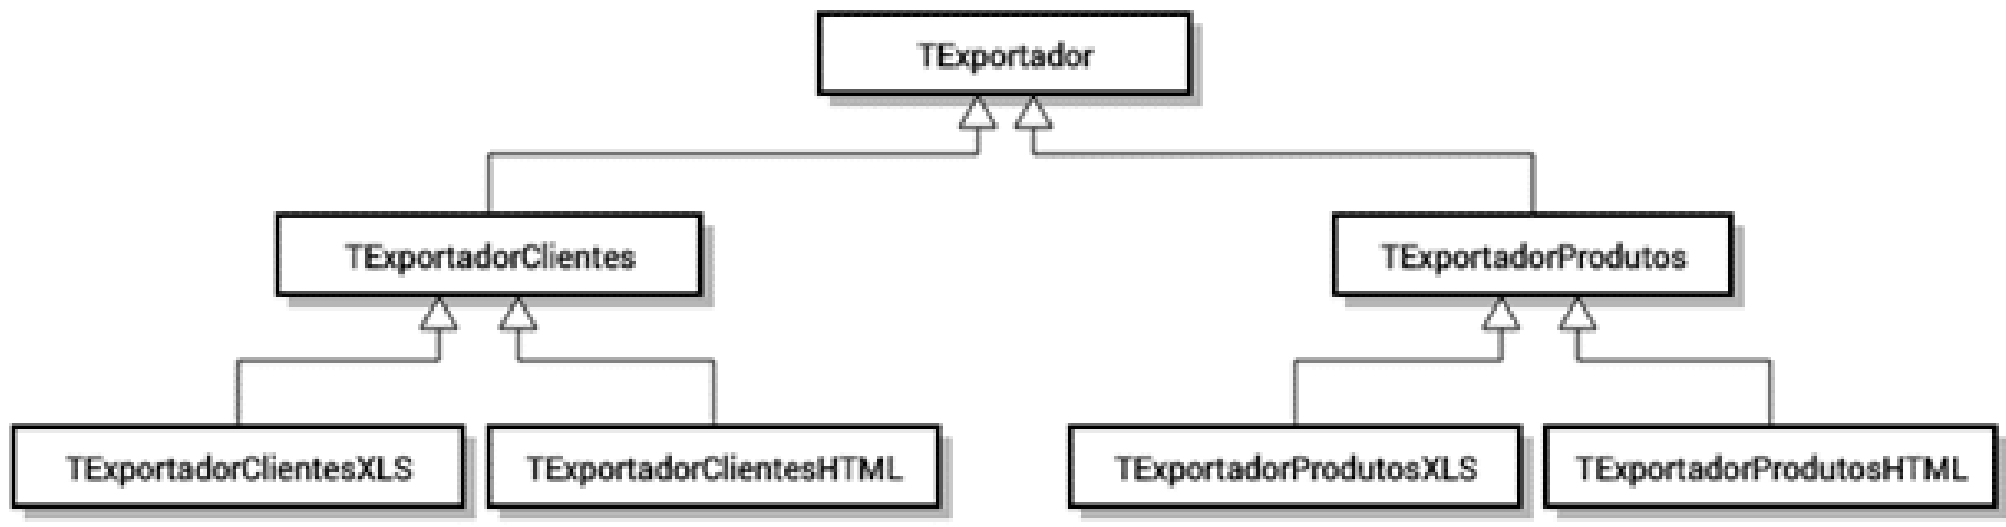 TExportador
TExportadorClientes
TExportadorProdutos
TExportadorClientesXLS
TExportadorClientesHTML
TExportadorProdutosXLS
TExportadorProdutosHTML